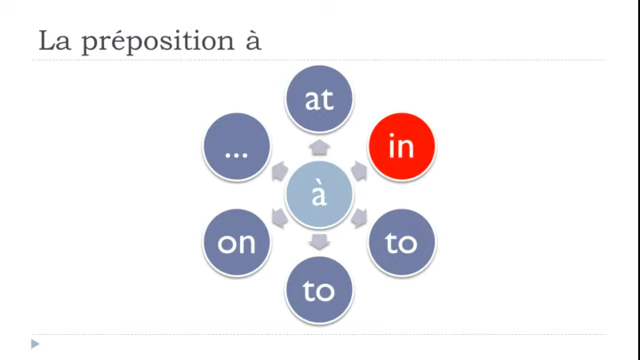 La préposition à
at
... in
à
on to
to